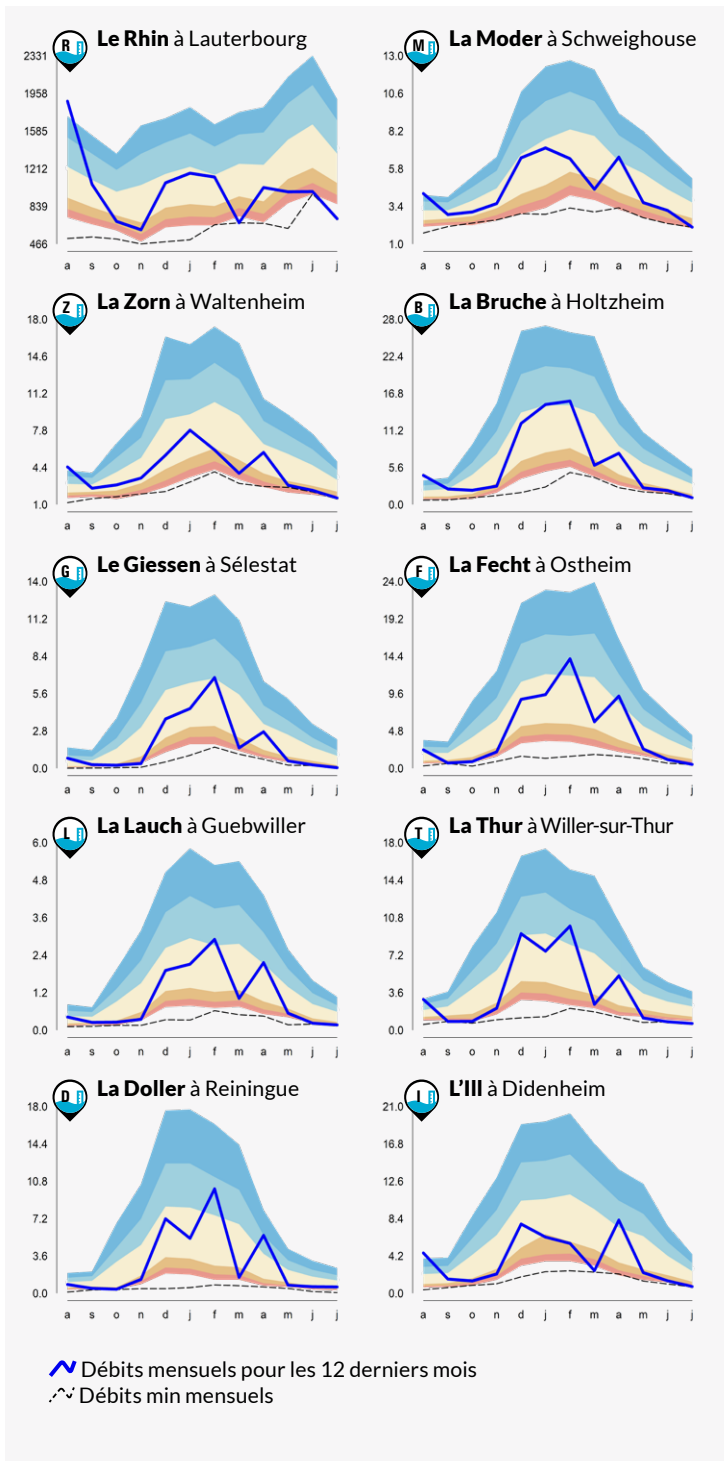 R Le Rhin à Lauterbourg
2331
1958
1585
1212
839
466
a s o n d j f m a m j j
M La Moder à Schweighouse
13.0
10.6
8.2
5.8
3.4
1.0
a s o n d j f m a m j j
Z La Zorn à Waltenheim
18.0
14.6
11.2
7.8
4.4
1.0
a s o n d j f m a m j j
B La Bruche à Holtzheim
28.0
22.4
16.8
11.2
5.6
0.0
a s o n d j f m a m j j
G Le Giessen à Sélestat
14.0
11.2
8.4
5.6
2.8
0.0
a s o n d j f m a m j j
F La Fecht à Ostheim
24.0
19.2
14.4
9.6
4.8
0.0
a s o n d j f m a m j j
L La Lauch à Guebwiller
6.0
4.8
3.6
2.4
1.2
0.0
a s o n d j f m a m j j
T La Thur à Willer-sur-Thur
18.0
14.4
10.8
7.2
3.6
0.0
a s o n d j f m a m j j
D La Doller à Reiningue
18.0
14.4
10.8
7.2
3.6
0.0
a s o n d j f m a m j j
I L'Ill à Didenheim
21.0
16.8
12.6
8.4
4.2
0.0
a s o n d j f m a m j j
Débits mensuels pour les 12 derniers mois
Débits min mensuels